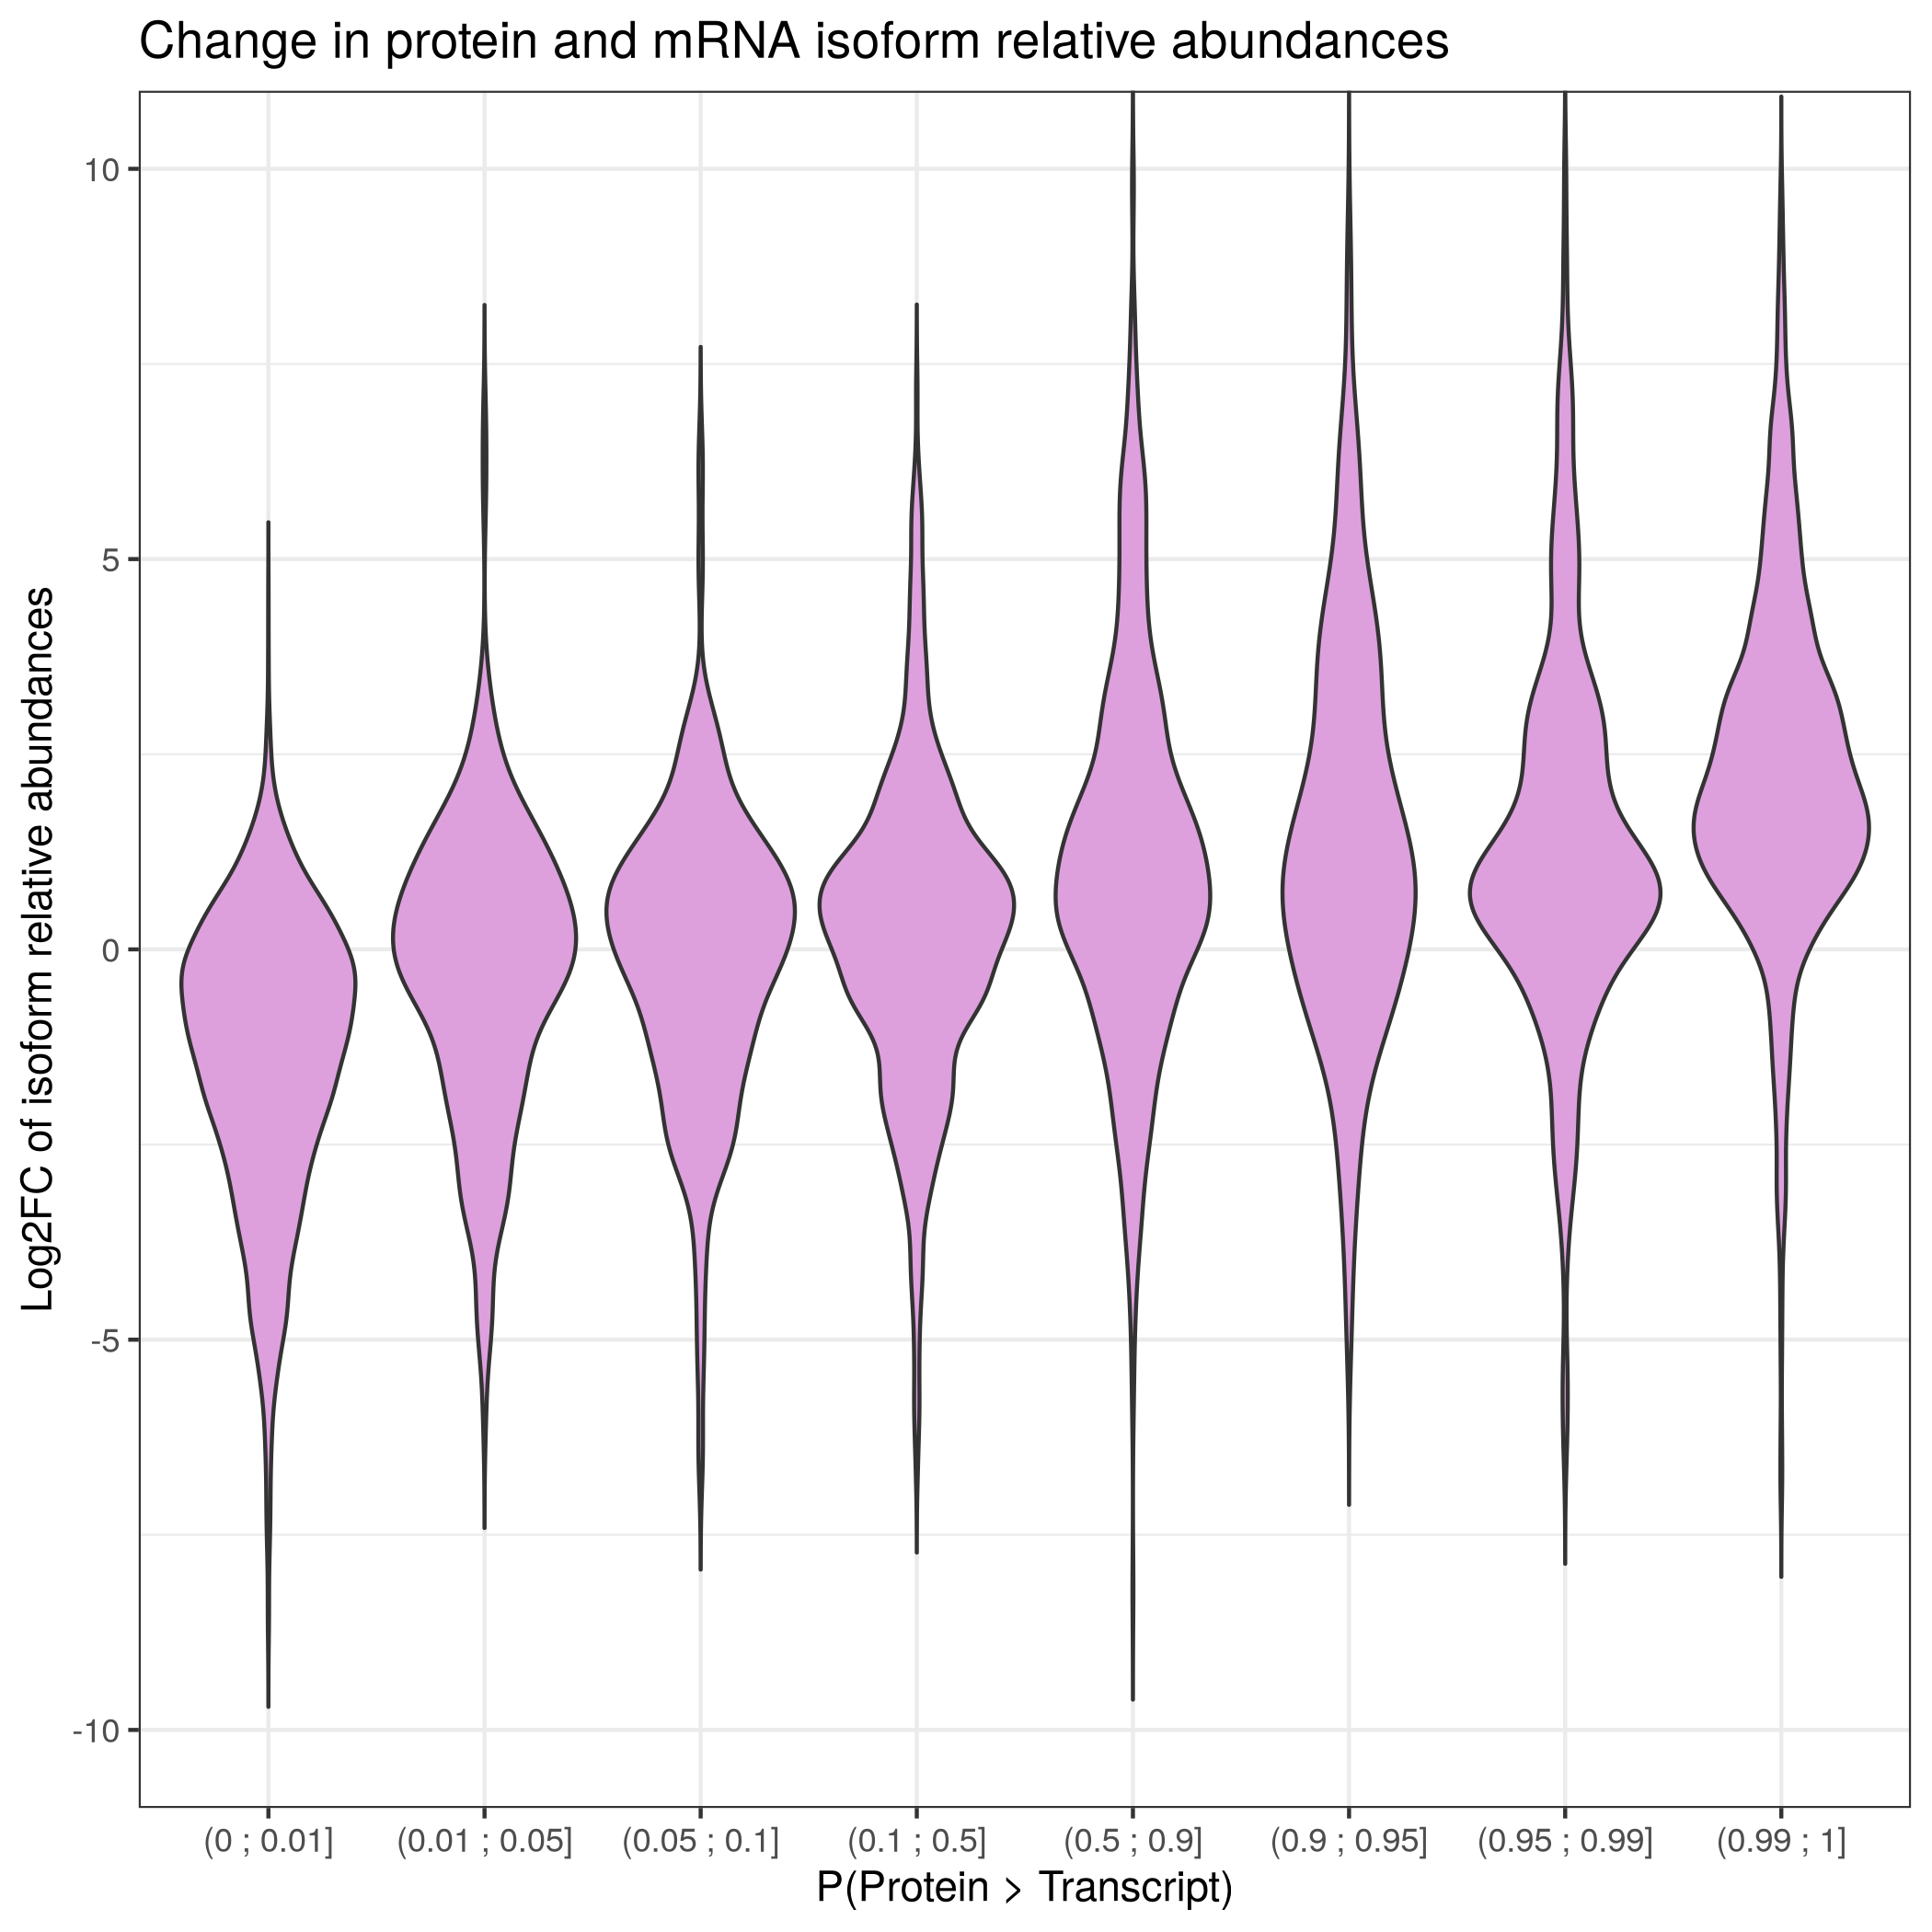 Change in protein and mRNA isoform relative abundances
Log2FC of isoform relative abundances
10
5
0
-5
-10
(0 ; 0.01]
(0.01 ; 0.05]
(0.05 ; 0.1]
(0.1 ; 0.5]
(0.5 ; 0.9]
(0.9 ; 0.95]
(0.95 ; 0.99]
(0.99 ; 1]
P(Protein > Transcript)